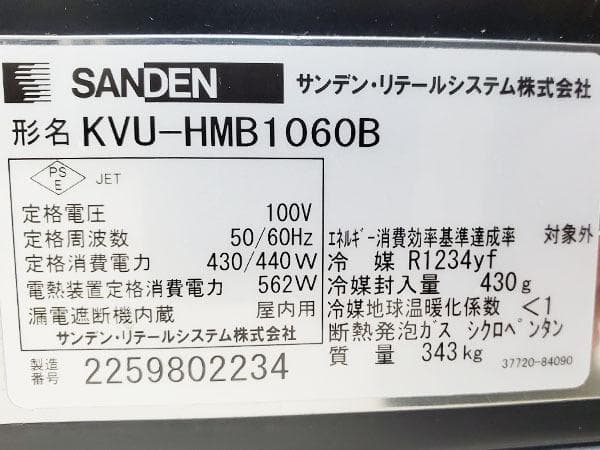 SANDEN サンデン・リテールシステム株式会社
形名 KVU-HMB1060B
PS E JET
定格電圧 100V
定格周波数 50/60Hz
定格消費電力 430/440W
電熱装置定格消費電力 562W
漏電遮断機内蔵 屋内用
サンデン・リテールシステム株式会社
製造番号 2259802234
エネルギー消費効率基準達成率 対象外
冷媒 R1234yf
冷媒封入量 430g
冷媒地球温暖化係数 <1
断熱発泡ガス シクロペンタン
質量 343kg
37720-84090